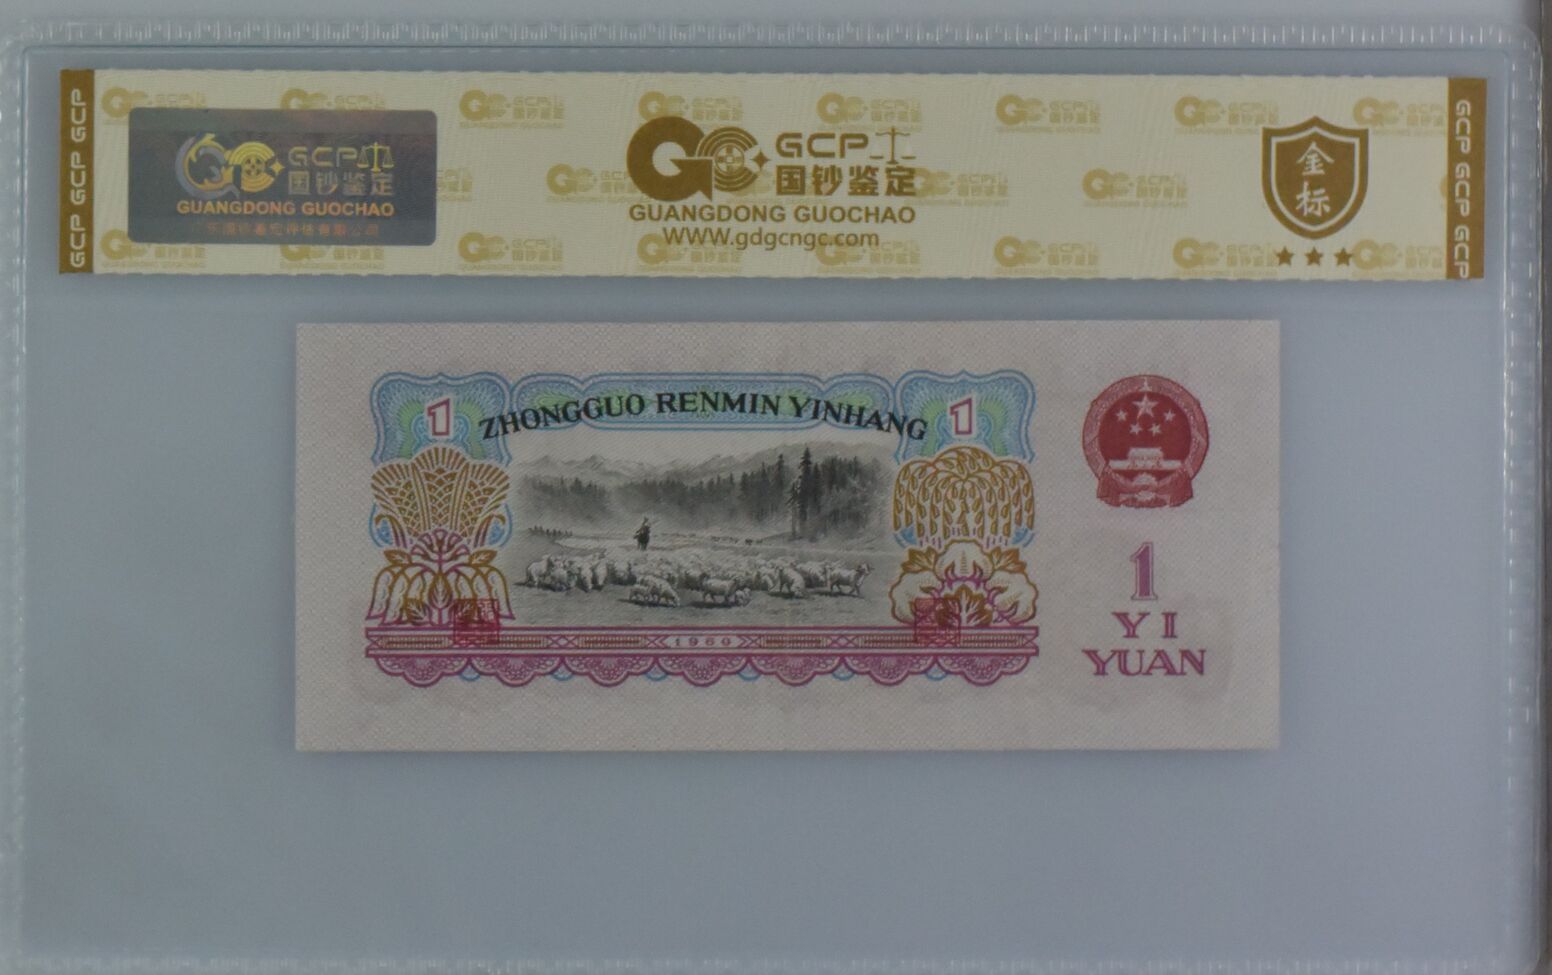 GCP GCP GCP
GCP
国钞鉴定
GUANGDONG GUOCHAO
GCP
国钞鉴定
GUANGDONG GUOCHAO
WWW.gdgcngc.com
金标
GCP GCP GCP
1
ZHONGGUO RENMIN YINHANG
1
1960
1
YI
YUAN